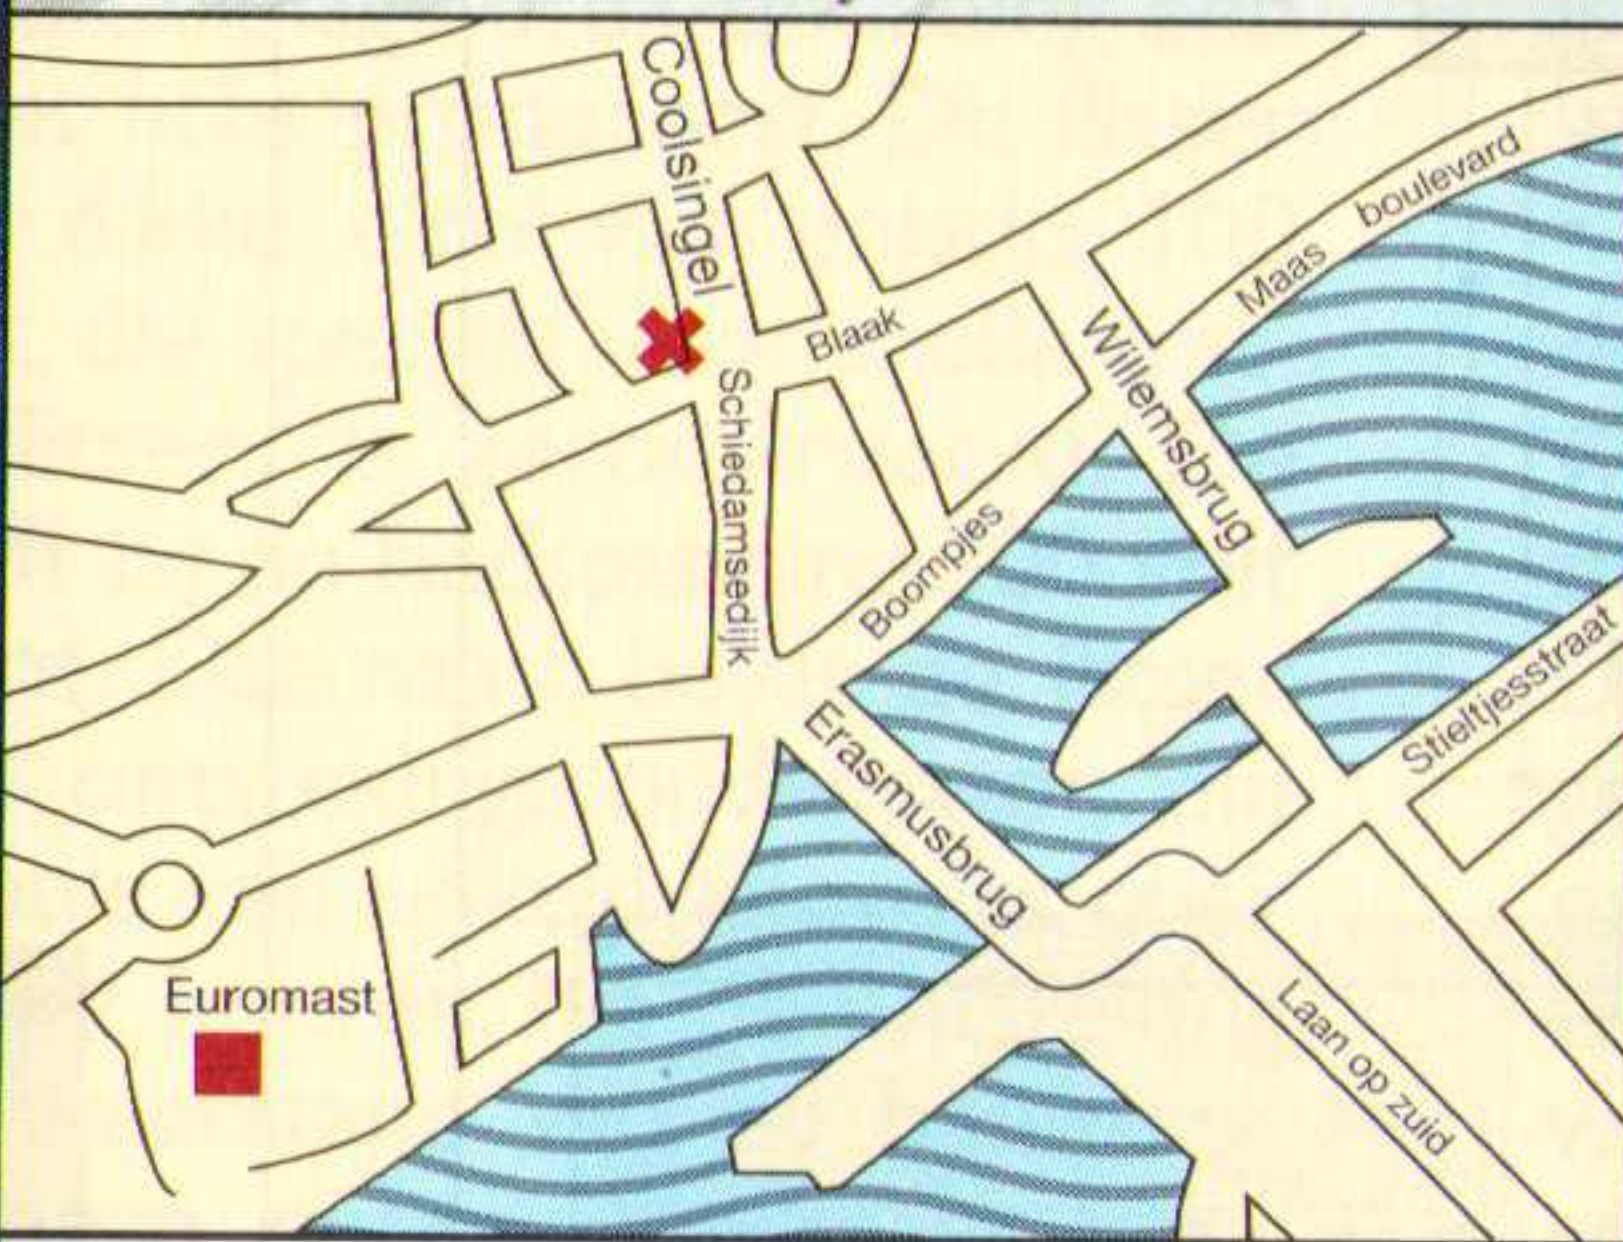 Coolsingel
boulevard
Maas
Blaak
Willemsbrug
Schiedamsedijk
Boompjes
Stieltjesstraat
Erasmusbrug
Euromast
Laan op zuid